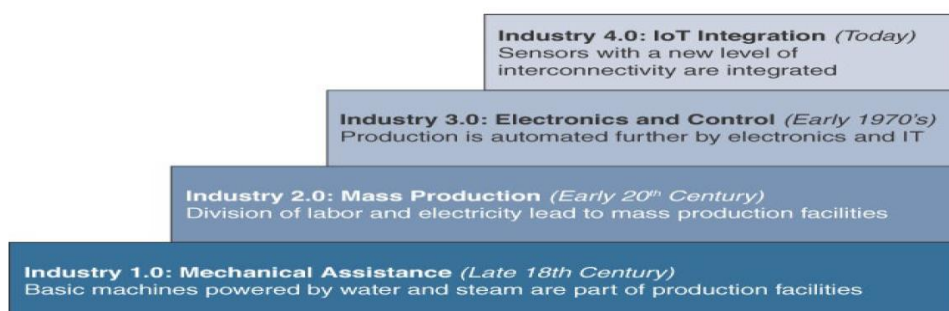 Industry 4.0: IoT Integration (Today)
Sensors with a new level of
interconnectivity are integrated
Industry 3.0: Electronics and Control (Early 1970's)
Production is automated further by electronics and IT
Industry 2.0: Mass Production (Early 20th Century)
Division of labor and electricity lead to mass production facilities
Industry 1.0: Mechanical Assistance (Late 18th Century)
Basic machines powered by water and steam are part of production facilities